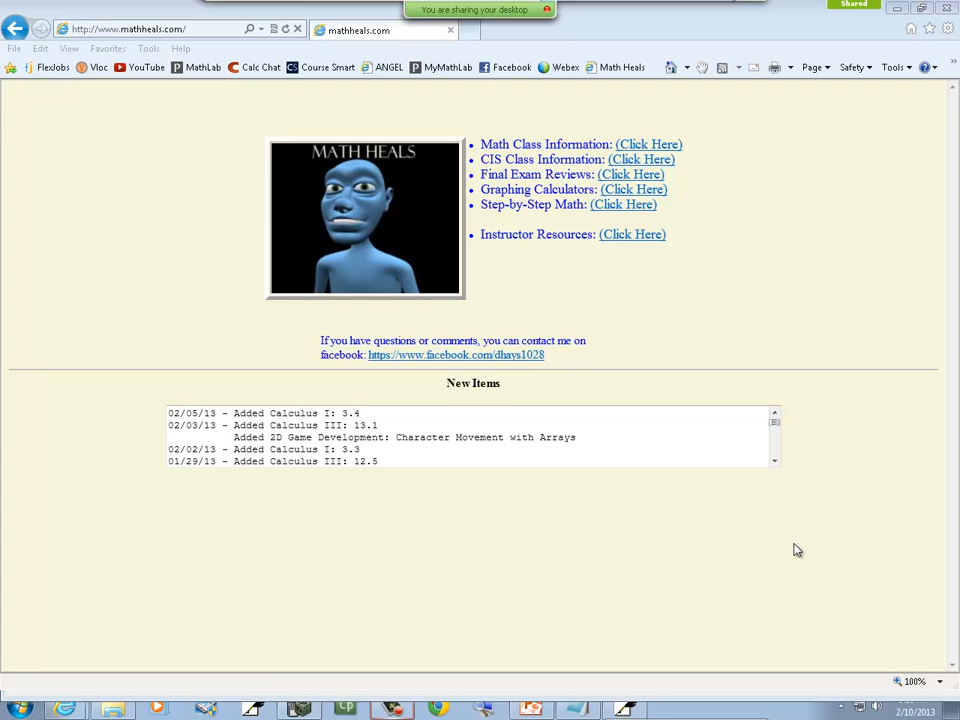 You are sharing your desktop
Shared
http://www.mathheals.com/
mathheals.com
File Edit View Favorites Tools Help
FlexJobs Vloc YouTube MathLab Calc Chat Course Smart ANGEL MyMathLab Facebook Webex Math Heals Page Safety Tools
MATH HEALS
• Math Class Information: (Click Here)
• CIS Class Information: (Click Here)
• Final Exam Reviews: (Click Here)
• Graphing Calculators: (Click Here)
• Step-by-Step Math: (Click Here)
• Instructor Resources: (Click Here)
If you have questions or comments, you can contact me on
facebook: https://www.facebook.com/dhays1028
New Items
02/05/13 - Added Calculus I: 3.4
02/03/13 - Added Calculus III: 13.1
Added 2D Game Development: Character Movement with Arrays
02/02/13 - Added Calculus I: 3.3
01/29/13 - Added Calculus III: 12.5
100%
2/10/2013